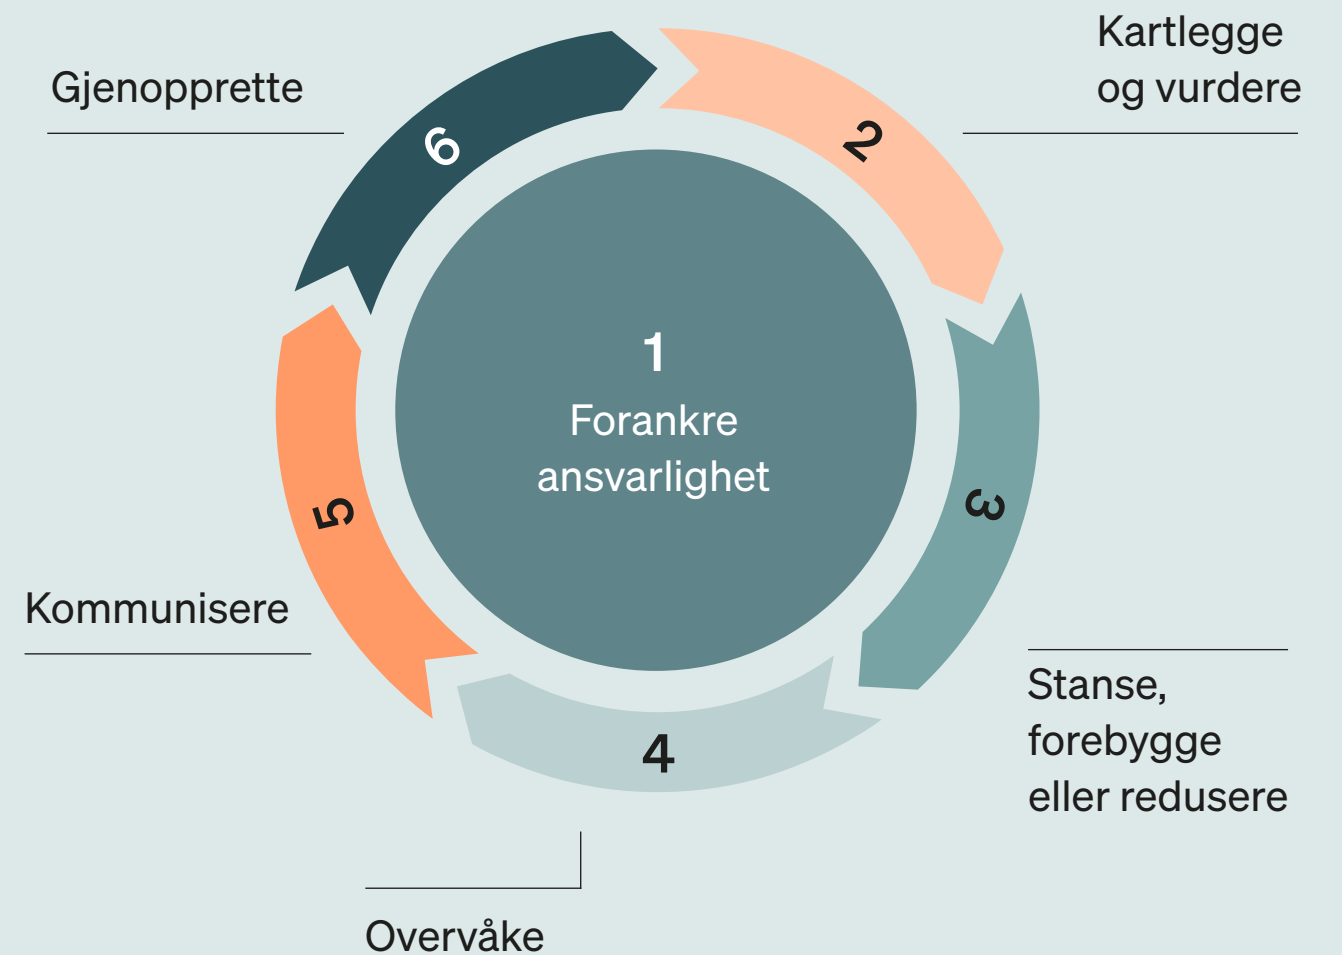 1
Forankre
ansvarlighet
2
Kartlegge
og vurdere
3
Stanse,
forebygge
eller redusere
4
Overvåke
5
Kommunisere
6
Gjenopprette